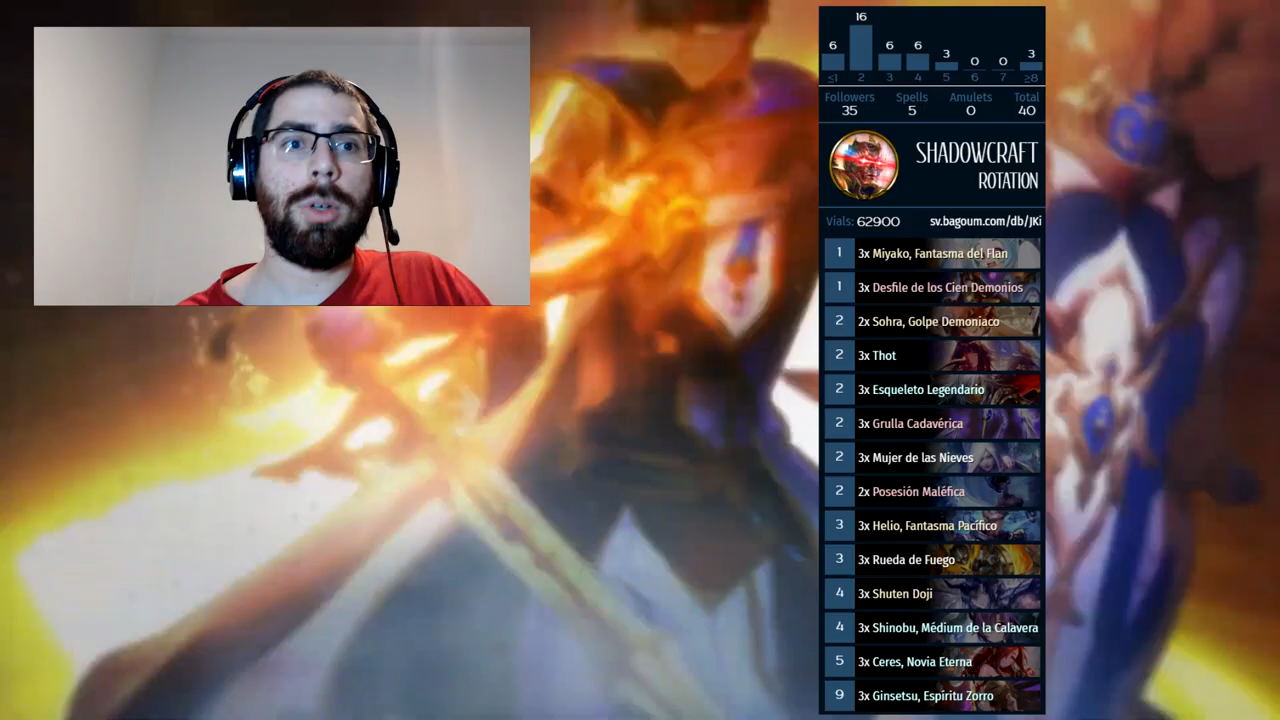 6 16 6 6 3 0 0 3
≤1 2 3 4 5 6 7 ≥8
Followers Spells Amulets Total
35 5 0 40
SHADOWCRAFT
ROTATION
Vials: 62900 sv.bagoum.com/db/JKi
1 3x Miyako, Fantasma del Flan
1 3x Desfile de los Cien Demonios
2 2x Sohra, Golpe Demoníaco
2 3x Thot
2 3x Esqueleto Legendario
2 3x Grulla Cadavérica
2 3x Mujer de las Nieves
2 2x Posesión Maléfica
3 3x Helio, Fantasma Pacífico
3 3x Rueda de Fuego
4 3x Shuten Doji
4 3x Shinobu, Médium de la Calavera
5 3x Ceres, Novia Eterna
9 3x Ginsetsu, Espíritu Zorro